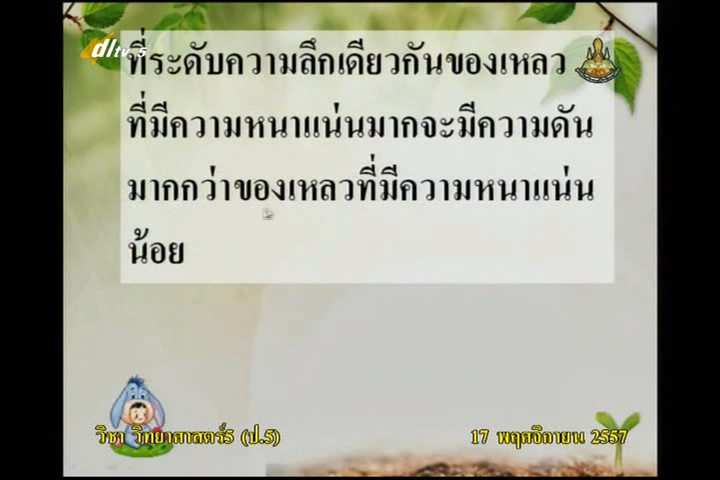 dltv 5
ที่ระดับความลึกเดียวกันของเหลว
ที่มีความหนาแน่นมากจะมีความดัน
มากกว่าของเหลวที่มีความหนาแน่น
น้อย
วิชา วิทยาศาสตร์5 (ป.5)
17 พฤศจิกายน 2557